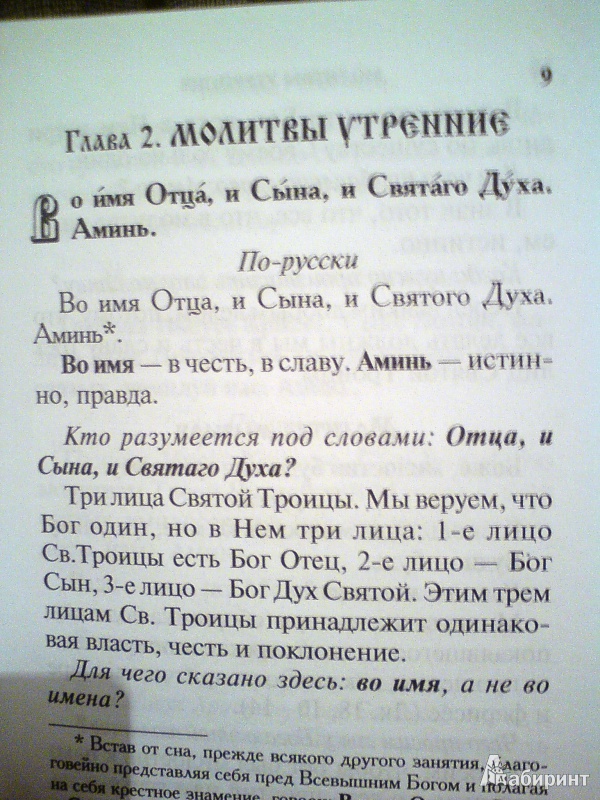 9
Глава 2. МОЛИТВЫ УТРЕННИЕ
Во и́мя Отца́, и Сы́на, и Свята́го Ду́ха.
Аминь.
По-русски
Во имя Отца, и Сына, и Святого Духа.
Аминь*.
Во имя — в честь, в славу. Аминь — истин-
но, правда.
Кто разумеется под словами: Отца, и
Сына, и Святаго Духа?
Три лица Святой Троицы. Мы веруем, что
Бог один, но в Нем три лица: 1-е лицо
Св.Троицы есть Бог Отец, 2-е лицо — Бог
Сын, 3-е лицо — Бог Дух Святой. Этим трем
лицам Св. Троицы принадлежит одинако-
вая власть, честь и поклонение.
Для чего сказано здесь: во имя, а не во
имена?
* Встав от сна, прежде всякого другого занятия, благо-
говейно представляя себя пред Всевышним Богом и полагая
на себя крестное знамение, говори:
Лабиринт